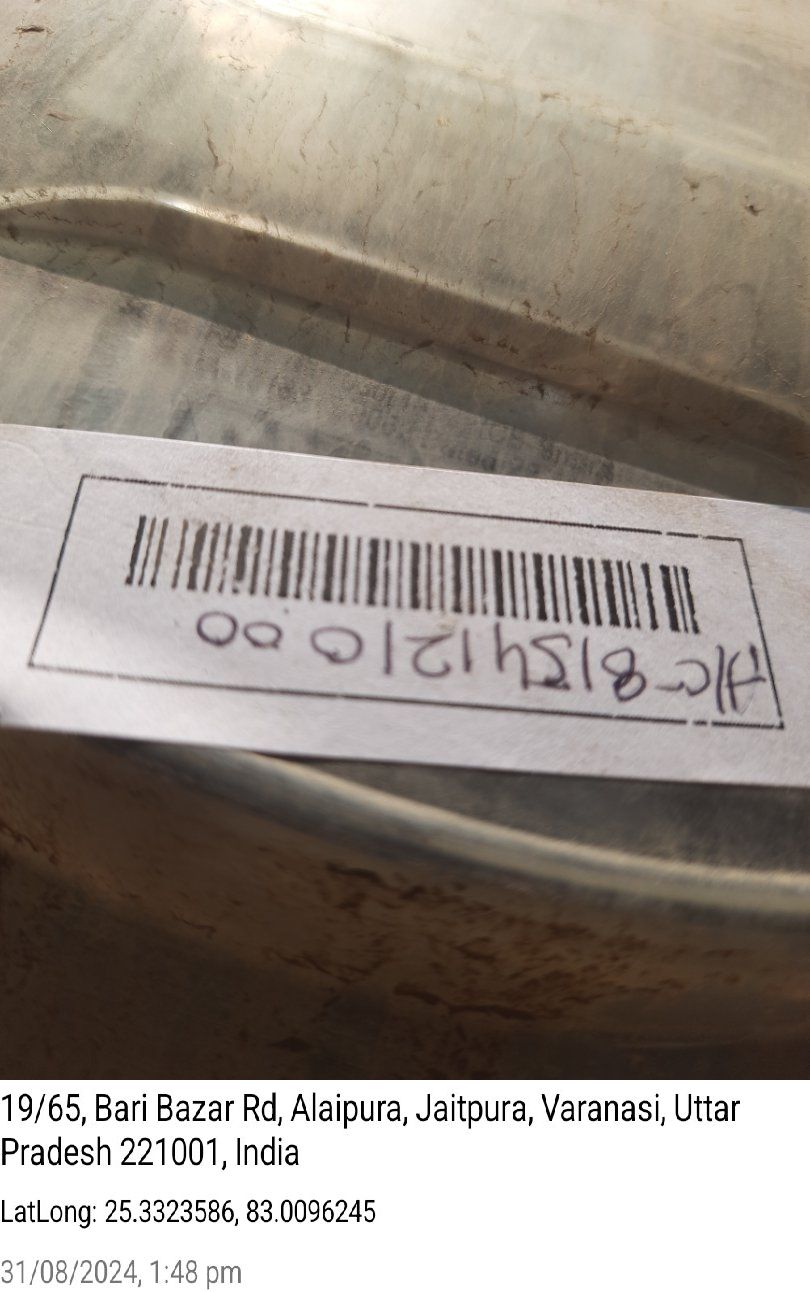 A/C-8154121000
19/65, Bari Bazar Rd, Alaipura, Jaitpura, Varanasi, Uttar
Pradesh 221001, India
LatLong: 25.3323586, 83.0096245
31/08/2024, 1:48 pm